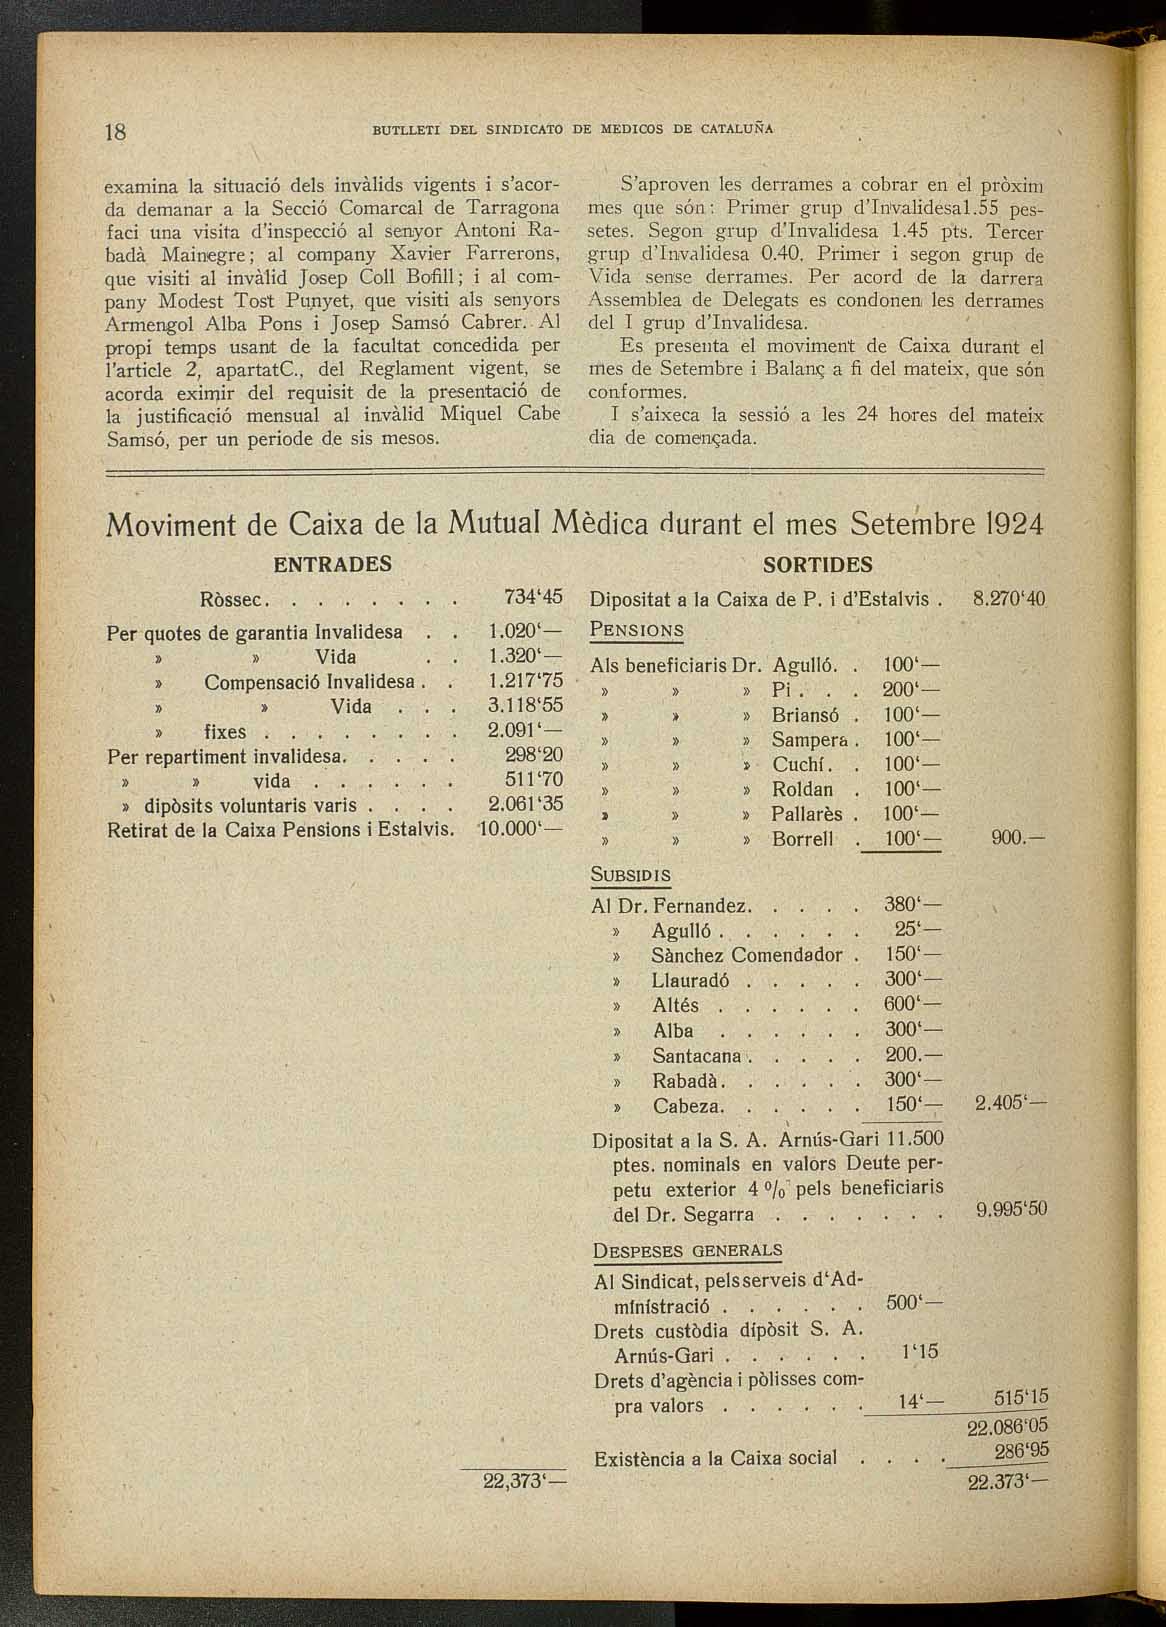 18
BUTLLETI DEL SINDICATO DE MEDICOS DE CATALUÑA
examina la situació dels invàlids vigents i s'acor-
da demanar a la Secció Comarcal de Tarragona
faci una visita d'inspecció al senyor Antoni Ra-
badà Mainegre; al company Xavier Farrerons,
que visiti al invàlid Josep Coll Bofill; i al com-
pany Modest Tost Punyet, que visiti als senyors
Armengol Alba Pons i Josep Samsó Cabrer. Al
propi temps usant de la facultat concedida per
l'article 2, apartatC., del Reglament vigent, se
acorda eximir del requisit de la presentació de
la justificació mensual al invàlid Miquel Cabe
Samsó, per un periode de sis mesos.
S'aproven les derrames a cobrar en el pròxim
mes que són: Primer grup d'Invalidesa1.55 pes-
setes. Segon grup d'Invalidesa 1.45 pts. Tercer
grup d'Invalidesa 0.40. Primer i segon grup de
Vida sense derrames. Per acord de la darrera
Assemblea de Delegats es condonen les derrames
del I grup d'Invalidesa.
Es presenta el moviment de Caixa durant el
mes de Setembre i Balanç a fi del mateix, que són
conformes.
I s'aixeca la sessió a les 24 hores del mateix
dia de començada.
Moviment de Caixa de la Mutual Mèdica durant el mes Setembre 1924
ENTRADES
Ròssec. . . . . . . . 734‘45
Per quotes de garantia Invalidesa . . 1.020‘—
» » Vida . . 1.320‘—
» Compensació Invalidesa . . 1.217‘75
» » Vida . . . 3.118‘55
» fixes . . . . . . . . 2.091‘—
Per repartiment invalidesa. . . . . 298‘20
» » vida . . . . . . 511‘70
» dipòsits voluntaris varis . . . . 2.061‘35
Retirat de la Caixa Pensions i Estalvis. 10.000‘—
22,373‘—
SORTIDES
Dipositat a la Caixa de P. i d'Estalvis . 8.270‘40
PENSIONS
Als beneficiaris Dr. Agulló. . 100‘—
» » » Pi . . . 200‘—
» » » Briansó . 100‘—
» » » Sampera . 100‘—
» » » Cuchí. . 100‘—
» » » Roldan . 100‘—
» » » Pallarès . 100‘—
» » » Borrell . 100‘— 900.—
SUBSIDIS
Al Dr. Fernandez. . . . . 380‘—
» Agulló . . . . . . 25‘—
» Sànchez Comendador . 150‘—
» Llauradó . . . . . 300‘—
» Altés . . . . . . 600‘—
» Alba . . . . . . 300‘—
» Santacana . . . . . 200.—
» Rabadà. . . . . . 300‘—
» Cabeza. . . . . . 150‘— 2.405‘—
Dipositat a la S. A. Arnús-Gari 11.500
ptes. nominals en valors Deute per-
petu exterior 4 % pels beneficiaris
del Dr. Segarra . . . . . . . 9.995‘50
DESPESES GENERALS
Al Sindicat, pels serveis d‘Ad-
ministració . . . . . . 500‘—
Drets custòdia dipòsit S. A.
Arnús-Gari . . . . . . 1‘15
Drets d'agència i pòlisses com-
pra valors . . . . . . 14‘— 515‘15
22.086‘05
Existència a la Caixa social . . . . 286‘95
22.373‘—